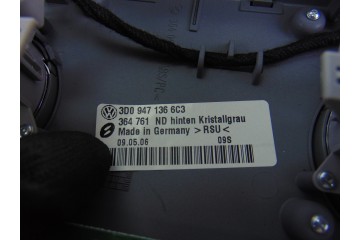 3D0 947 136 6C3
364 761 ND hinten Kristallgrau
Made in Germany >RSU<
09.05.06 09S